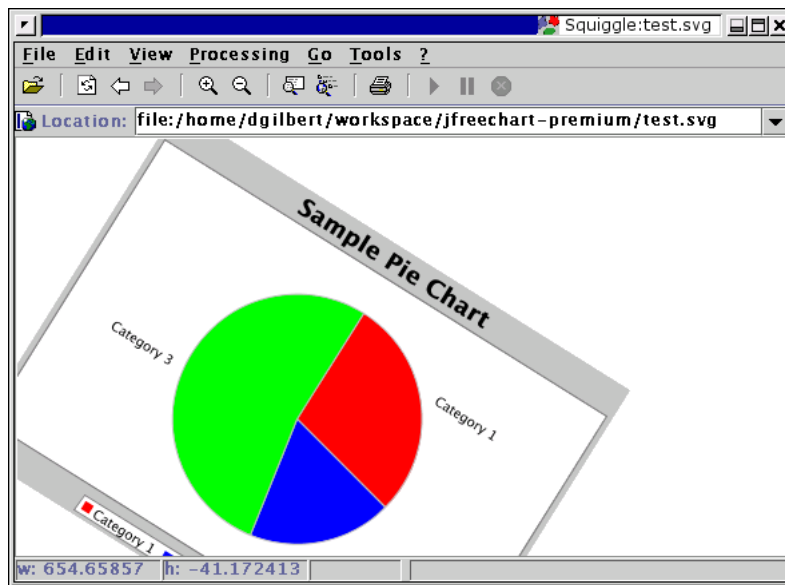 Squiggle:test.svg
File Edit View Processing Go Tools ?
Location: file:/home/dgilbert/workspace/jfreechart-premium/test.svg
Sample Pie Chart
Category 3
Category 1
Category 1
w: 654.65857 h: -41.172413